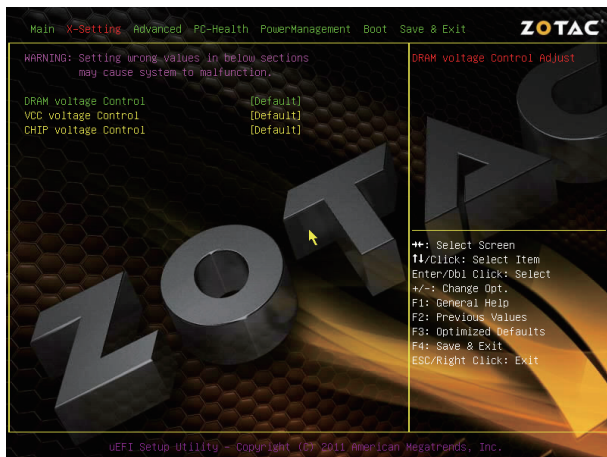 Main X-Setting Advanced PC-Health PowerManagement Boot Save & Exit
ZOTAC
WARNING: Setting wrong values in below sections
may cause system to malfunction.
DRAM voltage Control [Default]
VCC voltage Control [Default]
CHIP voltage Control [Default]
DRAM voltage Control Adjust
ZOTAC
→←: Select Screen
↑↓/Click: Select Item
Enter/Dbl Click: Select
+/-: Change Opt.
F1: General Help
F2: Previous Values
F3: Optimized Defaults
F4: Save & Exit
ESC/Right Click: Exit
uEFI Setup Utility - Copyright (C) 2011 American Megatrends, Inc.